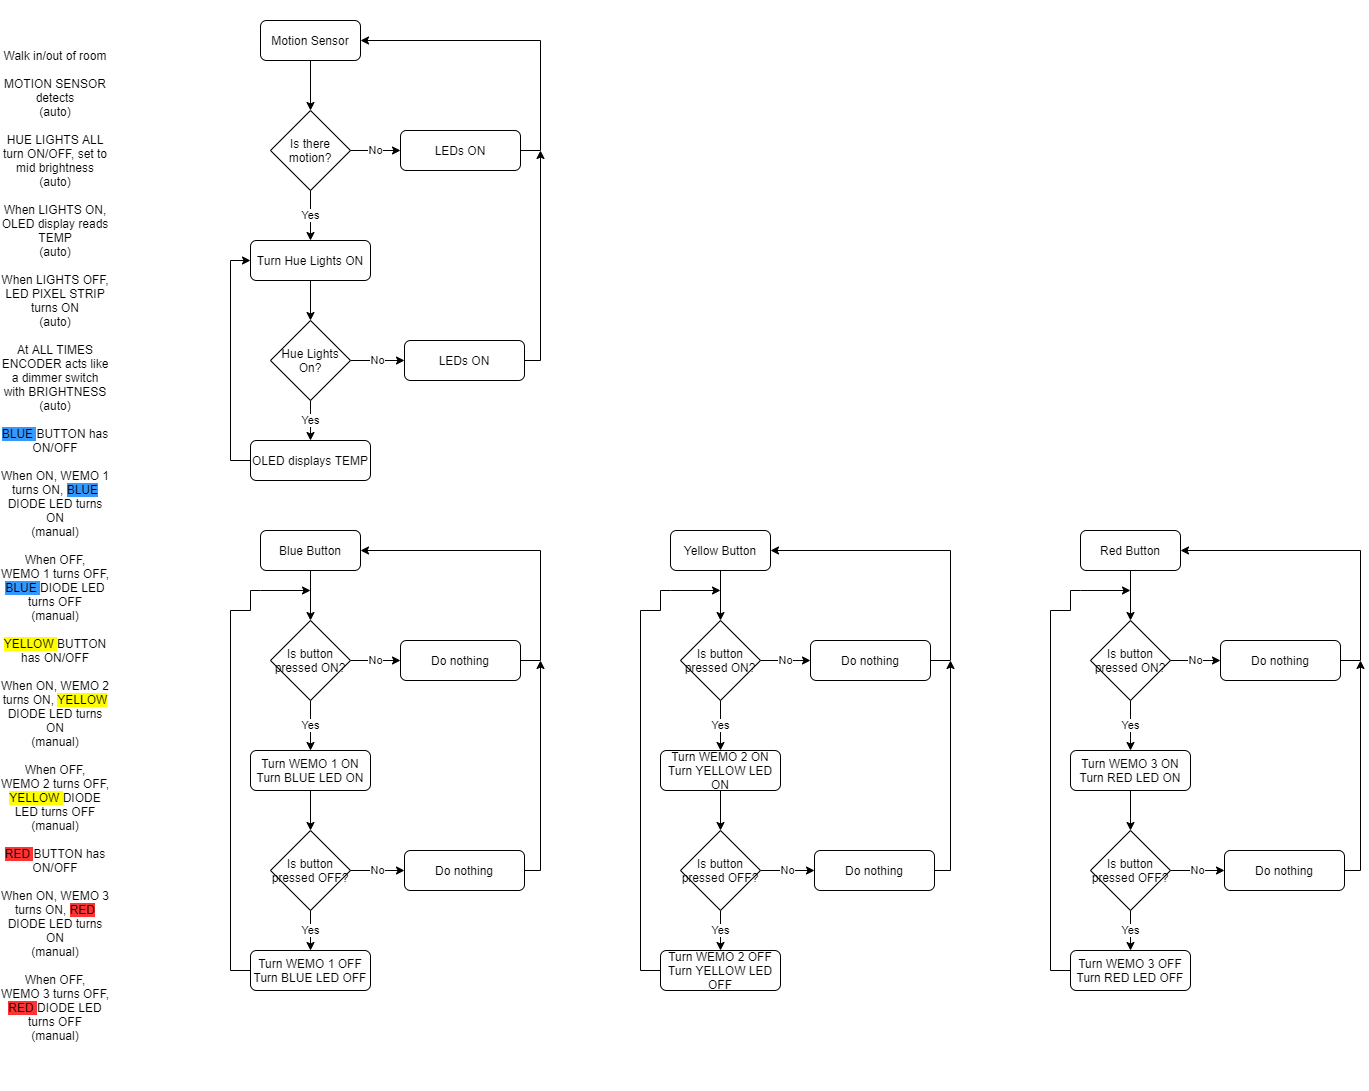 Walk in/out of room
MOTION SENSOR
detects
(auto)
HUE LIGHTS ALL
turn ON/OFF, set to
mid brightness
(auto)
When LIGHTS ON,
OLED display reads
TEMP
(auto)
When LIGHTS OFF,
LED PIXEL STRIP
turns ON
(auto)
At ALL TIMES
ENCODER acts like
a dimmer switch
with BRIGHTNESS
(auto)
BLUE BUTTON has
ON/OFF
When ON, WEMO 1
turns ON, BLUE
DIODE LED turns
ON
(manual)
When OFF,
WEMO 1 turns OFF,
BLUE DIODE LED
turns OFF
(manual)
YELLOW BUTTON
has ON/OFF
When ON, WEMO 2
turns ON, YELLOW
DIODE LED turns
ON
(manual)
When OFF,
WEMO 2 turns OFF,
YELLOW DIODE
LED turns OFF
(manual)
RED BUTTON has
ON/OFF
When ON, WEMO 3
turns ON, RED
DIODE LED turns
ON
(manual)
When OFF,
WEMO 3 turns OFF,
RED DIODE LED
turns OFF
(manual)
Motion Sensor
Is there
motion?
No
LEDs ON
Yes
Turn Hue Lights ON
Hue Lights
On?
No
LEDs ON
Yes
OLED displays TEMP
Blue Button
Is button
pressed ON?
No
Do nothing
Yes
Turn WEMO 1 ON
Turn BLUE LED ON
Is button
pressed OFF?
No
Do nothing
Yes
Turn WEMO 1 OFF
Turn BLUE LED OFF
Yellow Button
Is button
pressed ON?
No
Do nothing
Yes
Turn WEMO 2 ON
Turn YELLOW LED
ON
Is button
pressed OFF?
No
Do nothing
Yes
Turn WEMO 2 OFF
Turn YELLOW LED
OFF
Red Button
Is button
pressed ON?
No
Do nothing
Yes
Turn WEMO 3 ON
Turn RED LED ON
Is button
pressed OFF?
No
Do nothing
Yes
Turn WEMO 3 OFF
Turn RED LED OFF